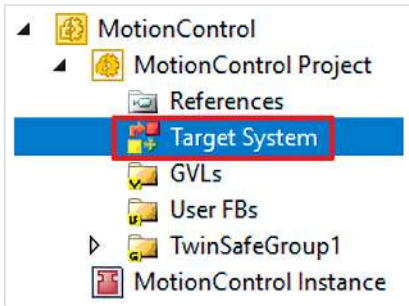 MotionControl
MotionControl Project
References
Target System
GVLs
User FBs
TwinSafeGroup1
MotionControl Instance